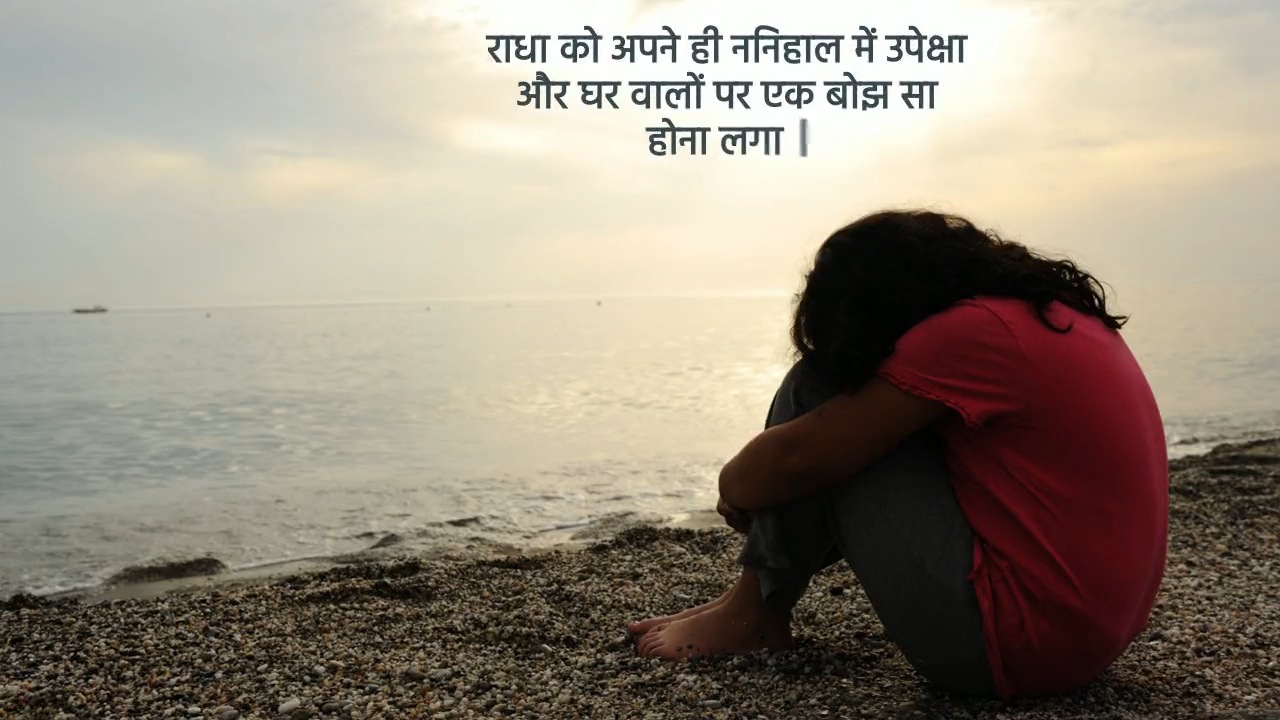 राधा को अपने ही ननिहाल में उपेक्षा
और घर वालों पर एक बोझ सा
होना लगा ।